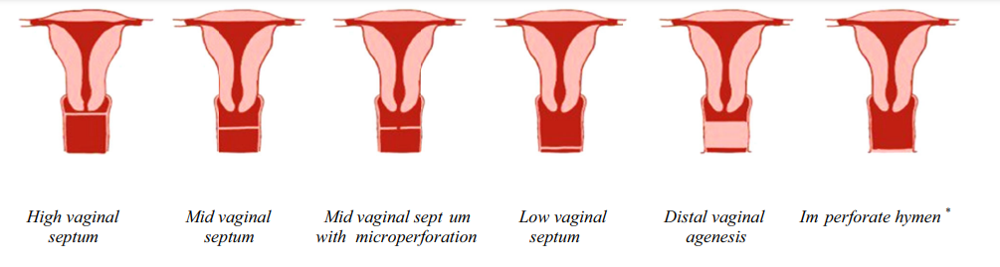 High vaginal
septum
Mid vaginal
septum
Mid vaginal sept um
with microperforation
Low vaginal
septum
Distal vaginal
agenesis
Im perforate hymen *